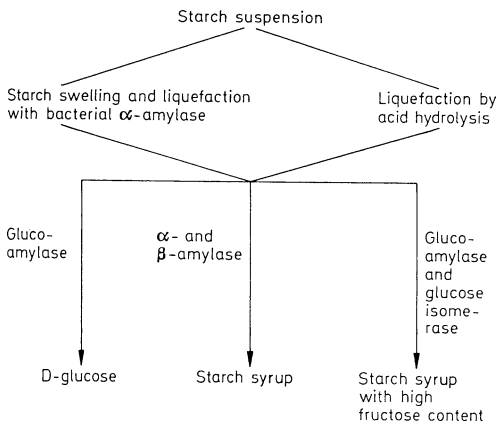 Starch suspension
Starch swelling and liquefaction
with bacterial α-amylase
Liquefaction by
acid hydrolysis
Gluco-
amylase
α- and
β-amylase
Gluco-
amylase
and
glucose
isome-
rase
D-glucose
Starch syrup
Starch syrup
with high
fructose content